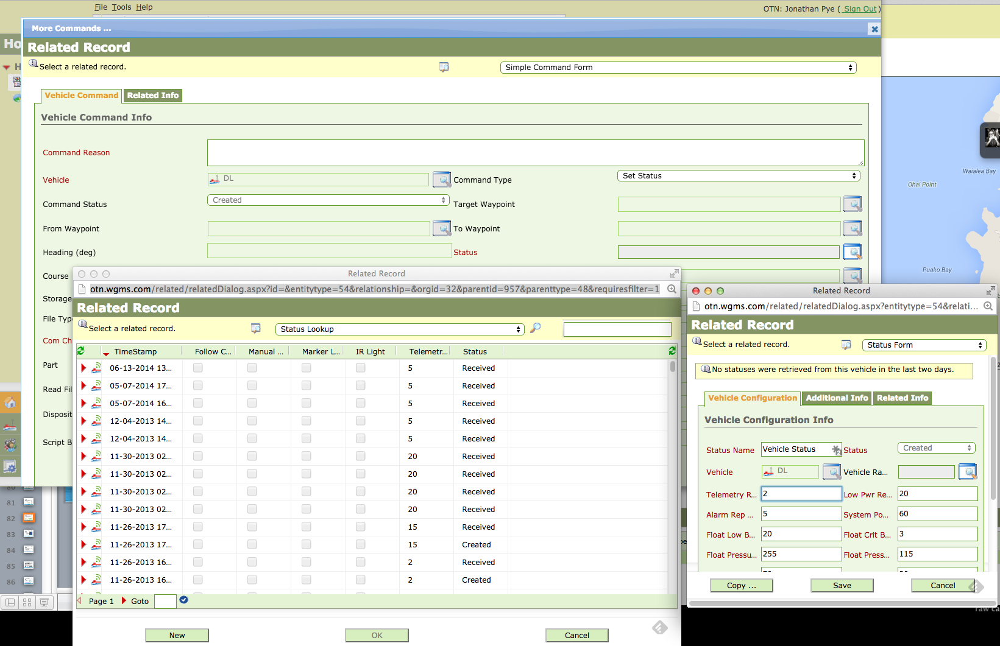 File Tools Help
OTN: Jonathan Pye ( Sign Out )
More Commands ...
Related Record
Select a related record.
Simple Command Form
Vehicle Command Related Info
Vehicle Command Info
Command Reason
Vehicle DL Command Type Set Status
Command Status Created Target Waypoint
From Waypoint To Waypoint
Heading (deg) Status
Course
Storage
File Typ
Com Ch
Part
Read Fil
Disposit
Script B
Ho
H
Waialea Bay
Ohai Point
Puako Bay
81
82
83
84
85
86
Related Record
otn.wgms.com/related/relatedDialog.aspx?id=&entitytype=54&relationship=&orgid=32&parentid=957&parenttype=48&requiresfilter=1
Related Record
Select a related record. Status Lookup
TimeStamp Follow C... Manual ... Marker L... IR Light Telemetr... Status
06-13-2014 13... 5 Received
05-07-2014 17... 5 Received
05-07-2014 16... 5 Received
12-04-2013 14... 5 Received
12-04-2013 14... 5 Received
11-30-2013 02... 20 Received
11-30-2013 02... 20 Received
11-30-2013 02... 20 Received
11-30-2013 02... 20 Received
11-26-2013 17... 15 Received
11-26-2013 17... 15 Created
11-26-2013 16... 2 Received
11-26-2013 16... 2 Created
Page 1 Goto
New OK Cancel
Related Record
otn.wgms.com/related/relatedDialog.aspx?entitytype=54&relati...
Related Record
Select a related record. Status Form
No statuses were retrieved from this vehicle in the last two days.
Vehicle Configuration Additional Info Related Info
Vehicle Configuration Info
Status Name Vehicle Status Status Created
Vehicle DL Vehicle Ra...
Telemetry R... 2 Low Pwr Re... 20
Alarm Rep ... 5 System Po... 60
Float Low B... 20 Float Crit B... 3
Float Pressu... 255 Float Press... 115
Copy ... Save Cancel
raw ca